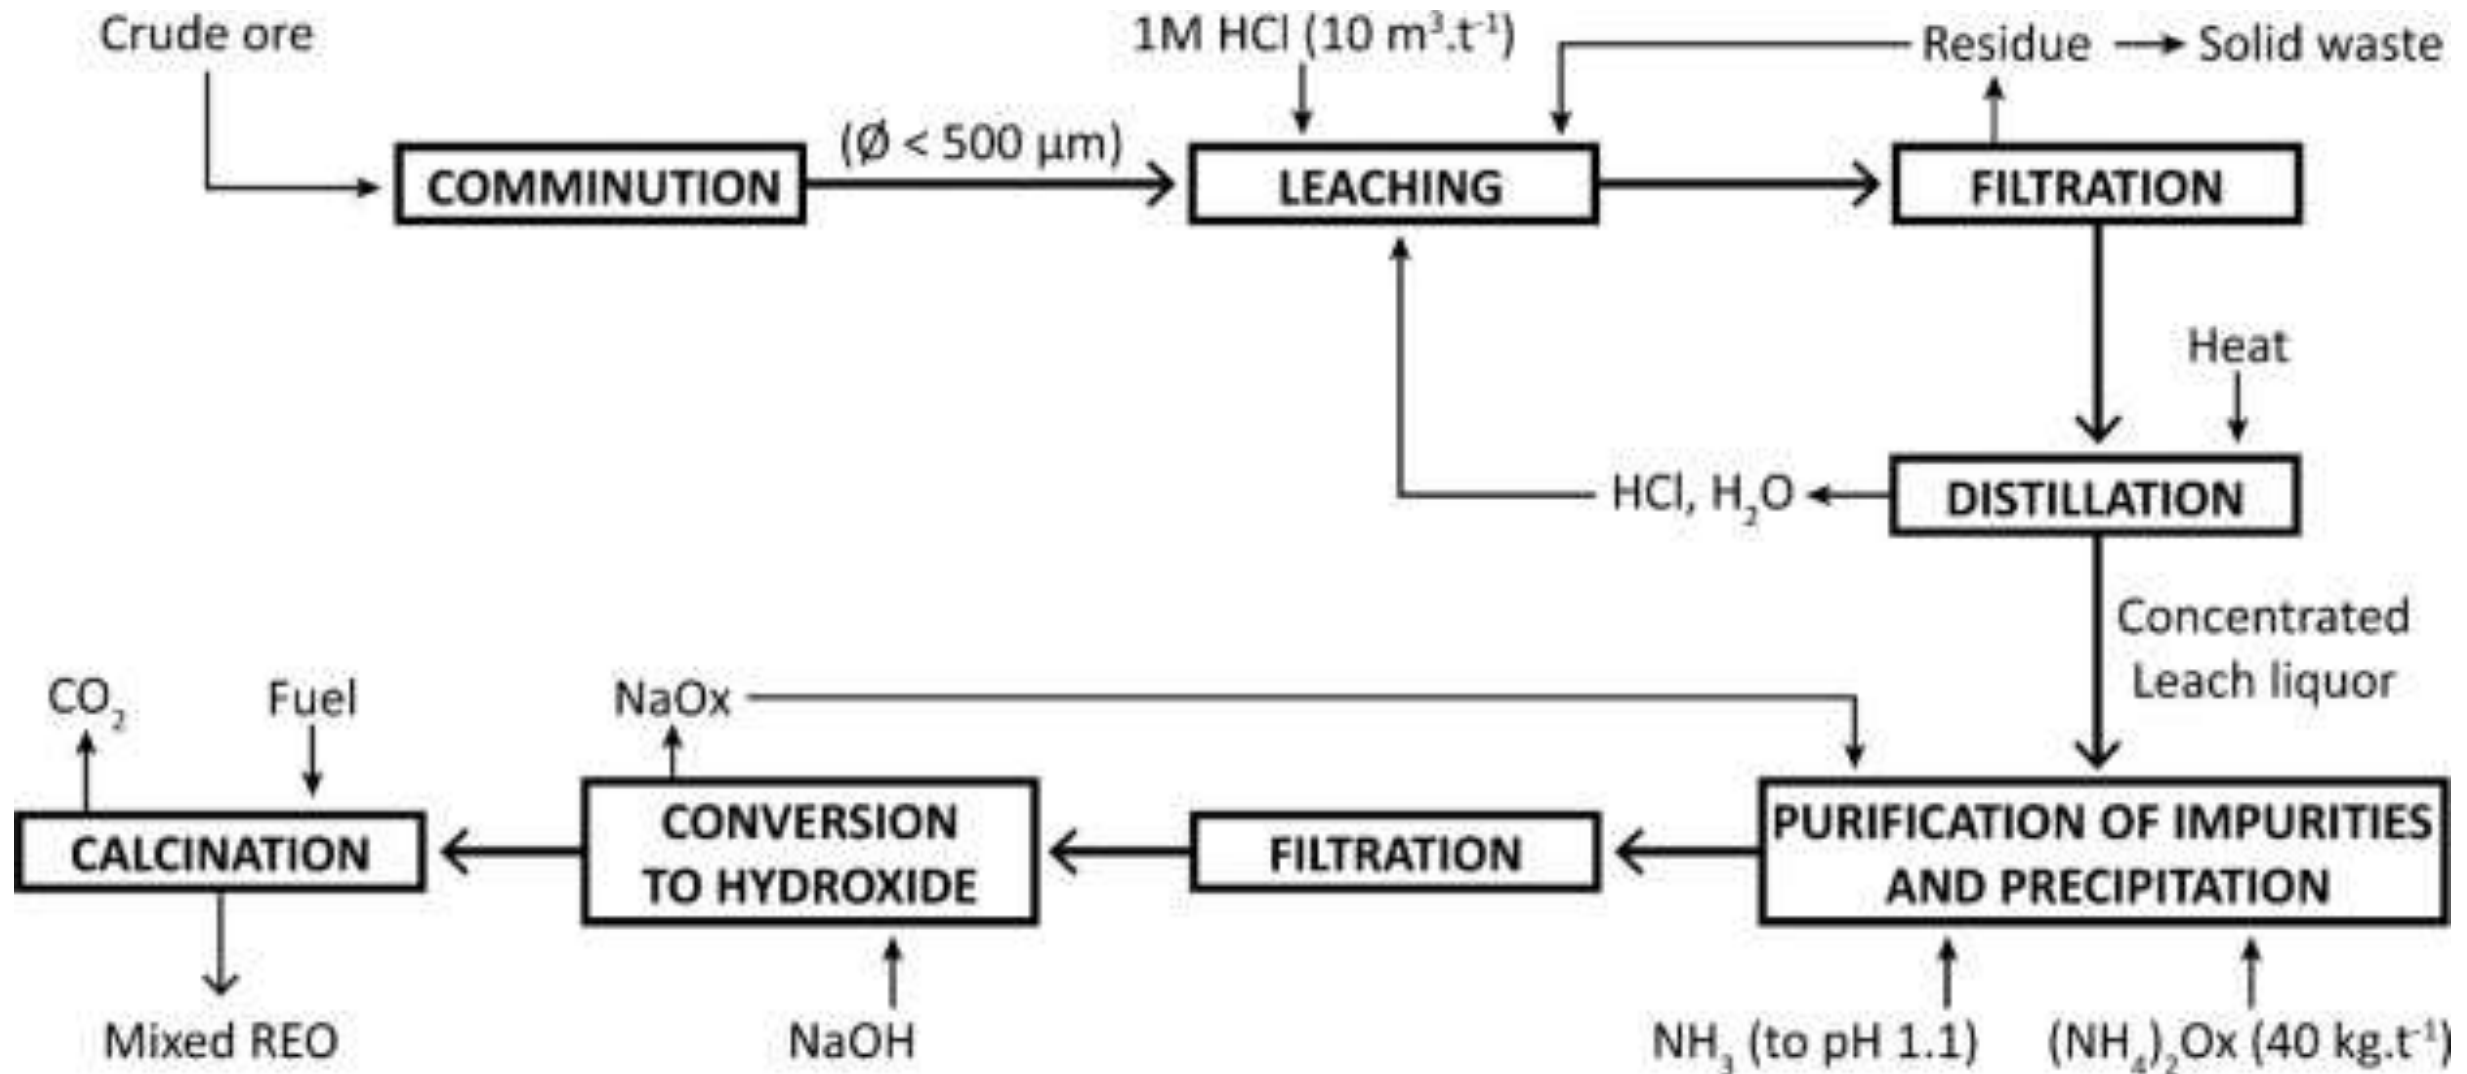 Crude ore
1M HCl (10 m³.t⁻¹)
Residue
Solid waste
(Ø < 500 µm)
COMMINUTION
LEACHING
FILTRATION
Heat
HCl, H₂O
DISTILLATION
Concentrated
Leach liquor
CO₂
Fuel
NaOx
CALCINATION
CONVERSION
TO HYDROXIDE
FILTRATION
PURIFICATION OF IMPURITIES
AND PRECIPITATION
Mixed REO
NaOH
NH₃ (to pH 1.1)
(NH₄)₂Ox (40 kg.t⁻¹)